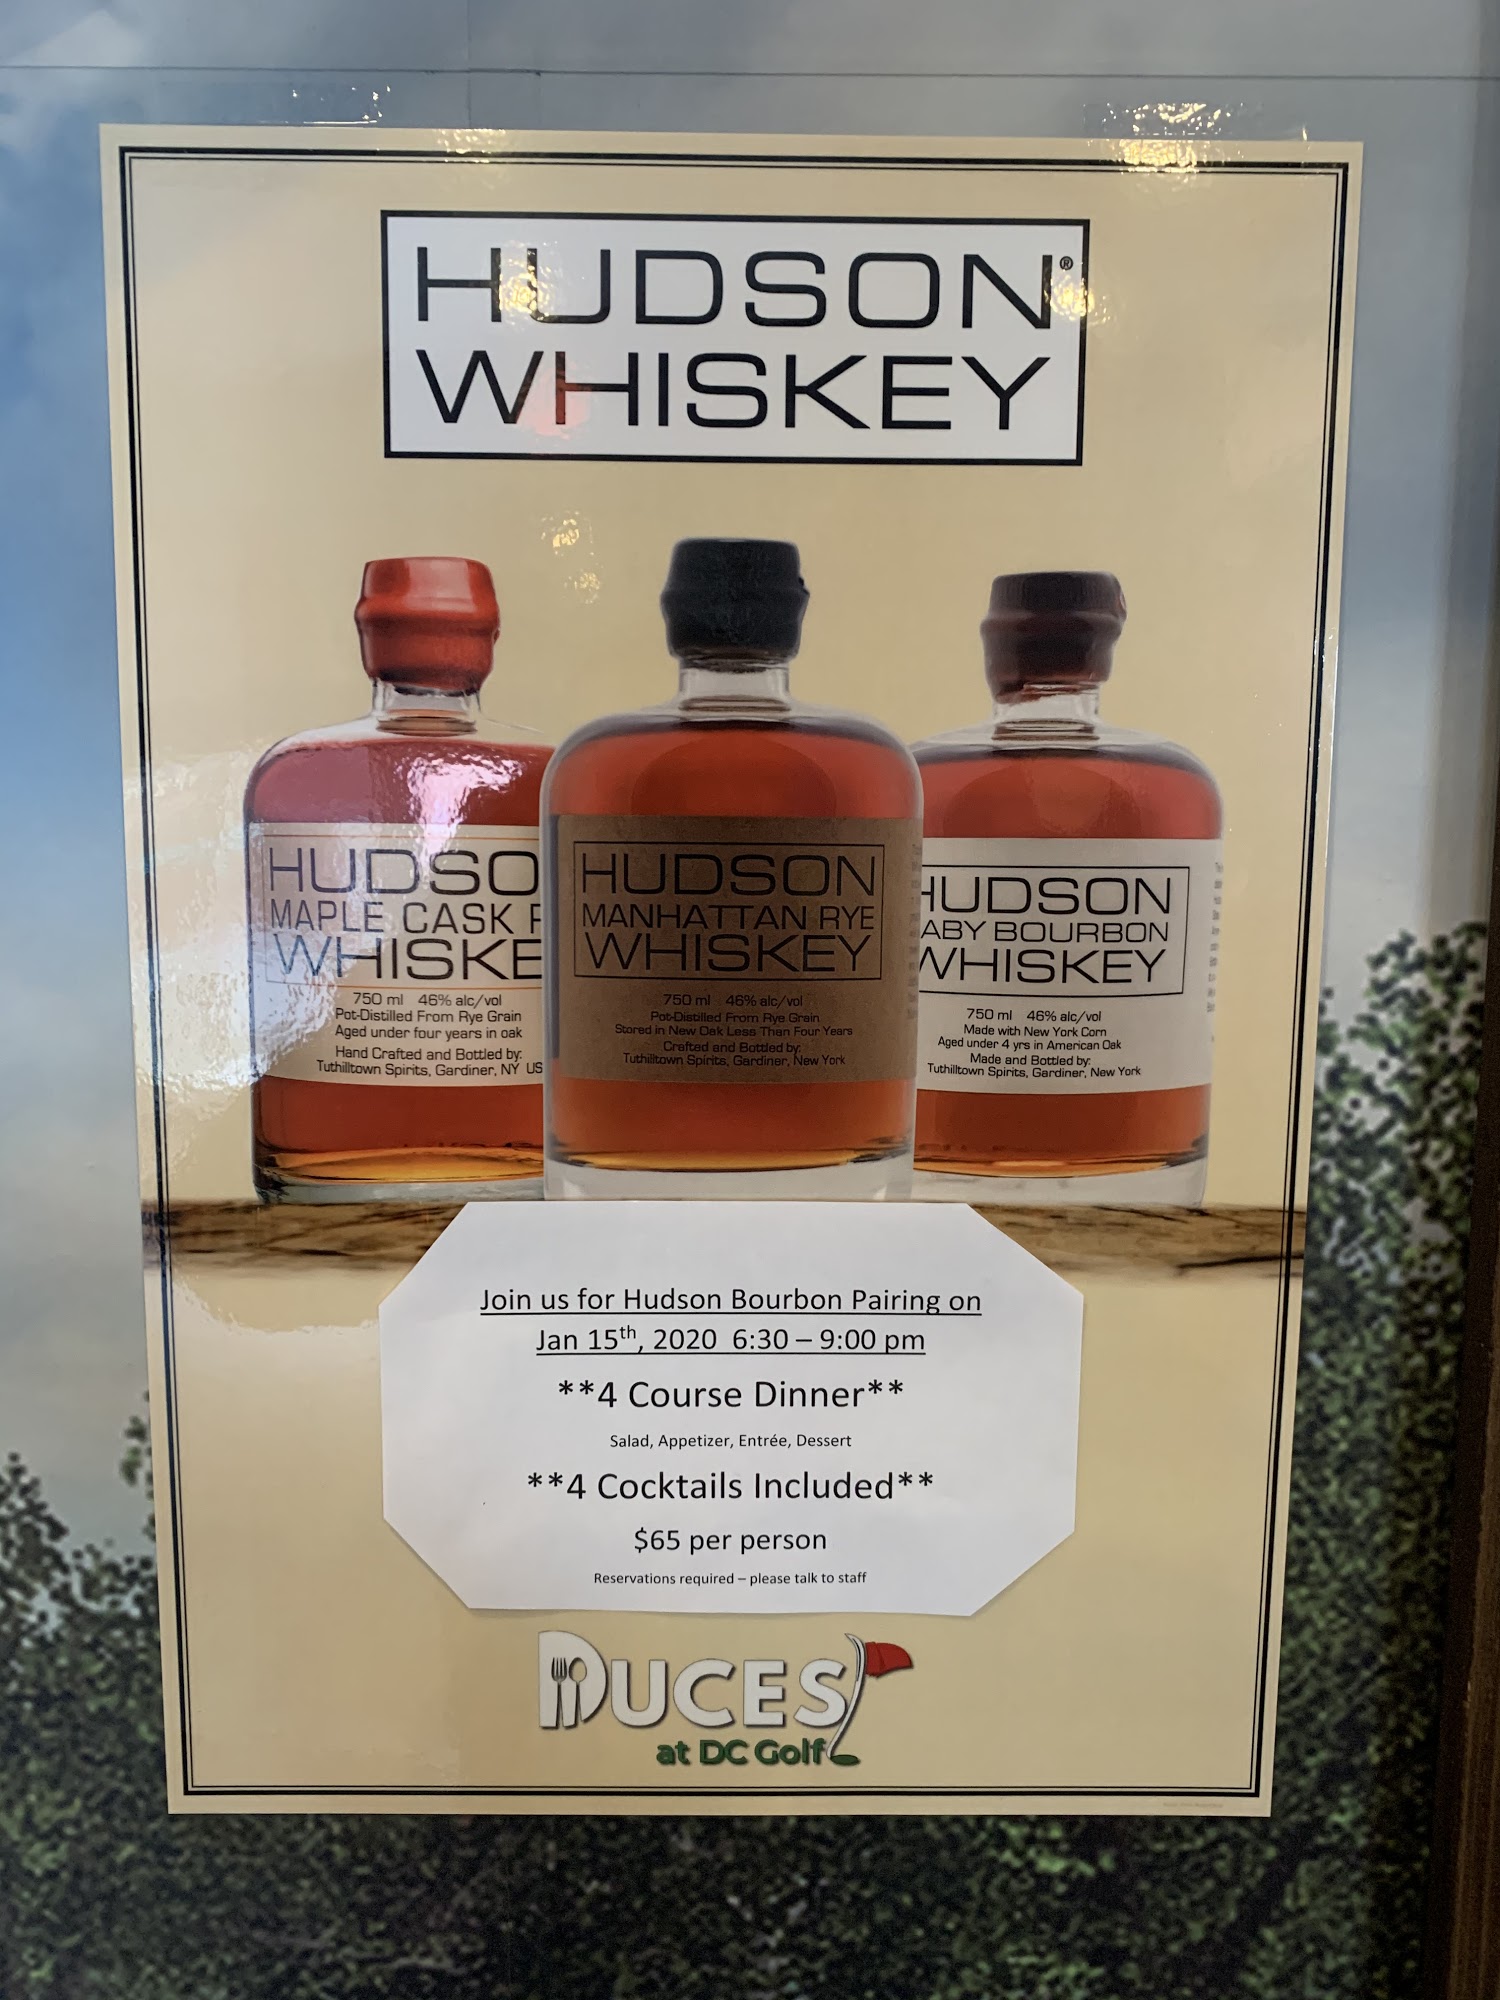 HUDSON®
WHISKEY
HUDSO
MAPLE CASK
WHISKE
750 ml 46% alc/vol
Pot-Distilled From Rye Grain
Aged under four years in oak
Hand Crafted and Bottled by:
Tuthilltown Spirits, Gardiner, NY US
HUDSON
MANHATTAN RYE
WHISKEY
750 ml 46% alc/vol
Pot-Distilled From Rye Grain
Stored in New Oak Less Than Four Years
Crafted and Bottled by:
Tuthilltown Spirits, Gardiner, New York
HUDSON
ABY BOURBON
WHISKEY
750 ml 46% alc/vol
Made with New York Corn
Aged under 4 yrs in American Oak
Made and Bottled by:
Tuthilltown Spirits, Gardiner, New York
Join us for Hudson Bourbon Pairing on
Jan 15th, 2020 6:30 – 9:00 pm
**4 Course Dinner**
Salad, Appetizer, Entrée, Dessert
**4 Cocktails Included**
$65 per person
Reservations required – please talk to staff
DUCES
at DC Golf